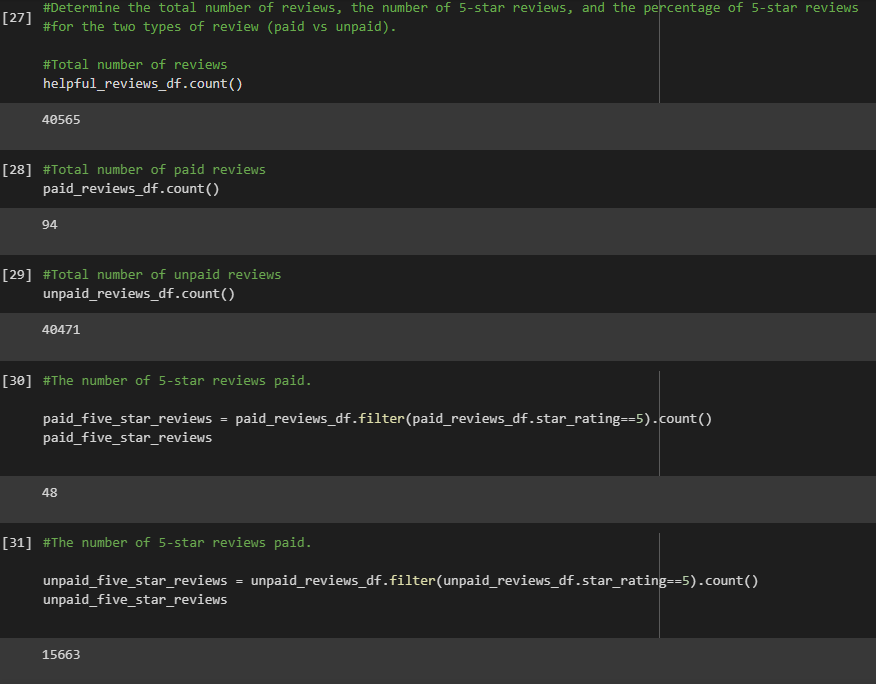 [27] #Determine the total number of reviews, the number of 5-star reviews, and the percentage of 5-star reviews
#for the two types of review (paid vs unpaid).
#Total number of reviews
helpful_reviews_df.count()
40565
[28] #Total number of paid reviews
paid_reviews_df.count()
94
[29] #Total number of unpaid reviews
unpaid_reviews_df.count()
40471
[30] #The number of 5-star reviews paid.
paid_five_star_reviews = paid_reviews_df.filter(paid_reviews_df.star_rating==5).count()
paid_five_star_reviews
48
[31] #The number of 5-star reviews paid.
unpaid_five_star_reviews = unpaid_reviews_df.filter(unpaid_reviews_df.star_rating==5).count()
unpaid_five_star_reviews
15663